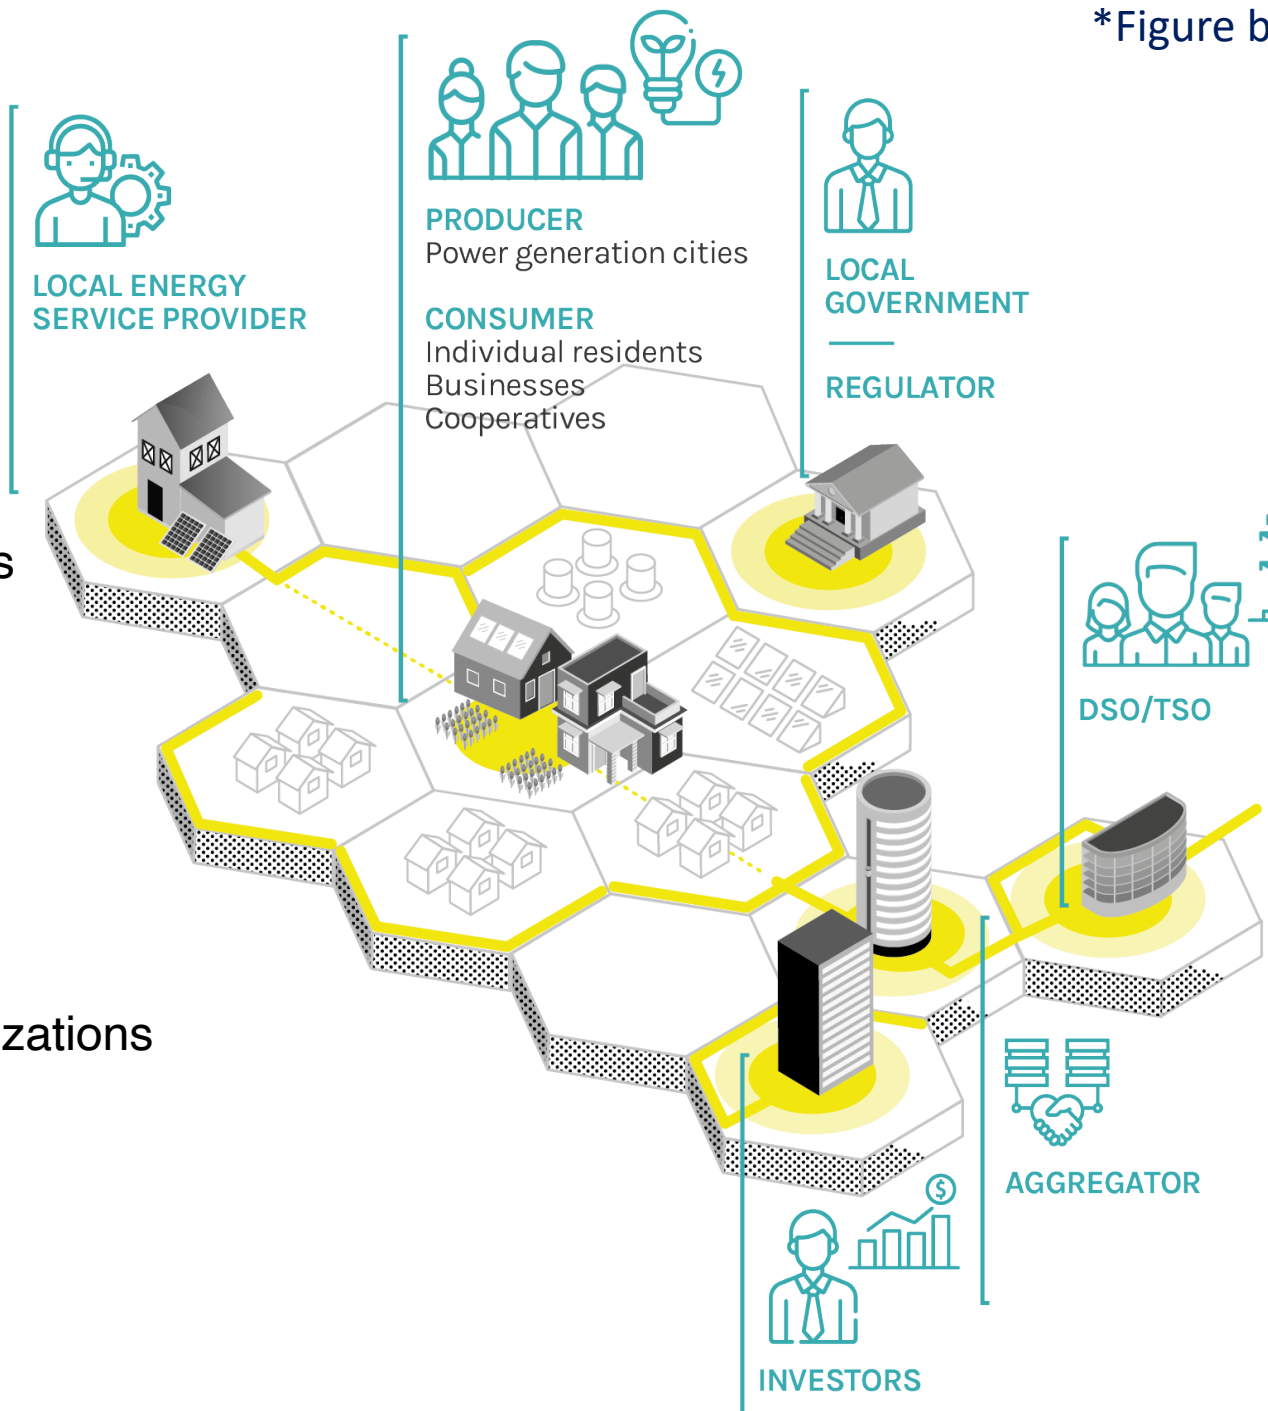 *Figure b
PRODUCER
Power generation cities
CONSUMER
Individual residents
Businesses
Cooperatives
LOCAL
GOVERNMENT
REGULATOR
LOCAL ENERGY
SERVICE PROVIDER
s
DSO/TSO
zations
AGGREGATOR
$
INVESTORS